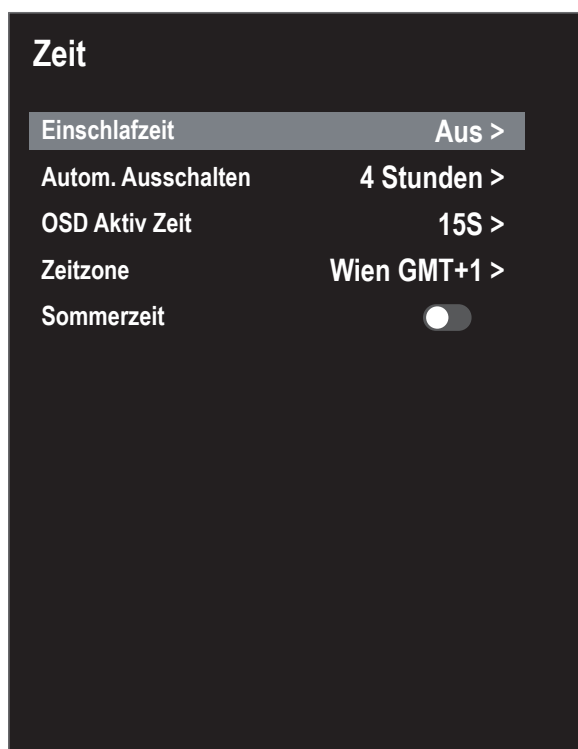 Zeit
Einschlafzeit Aus >
Autom. Ausschalten 4 Stunden >
OSD Aktiv Zeit 15S >
Zeitzone Wien GMT+1 >
Sommerzeit